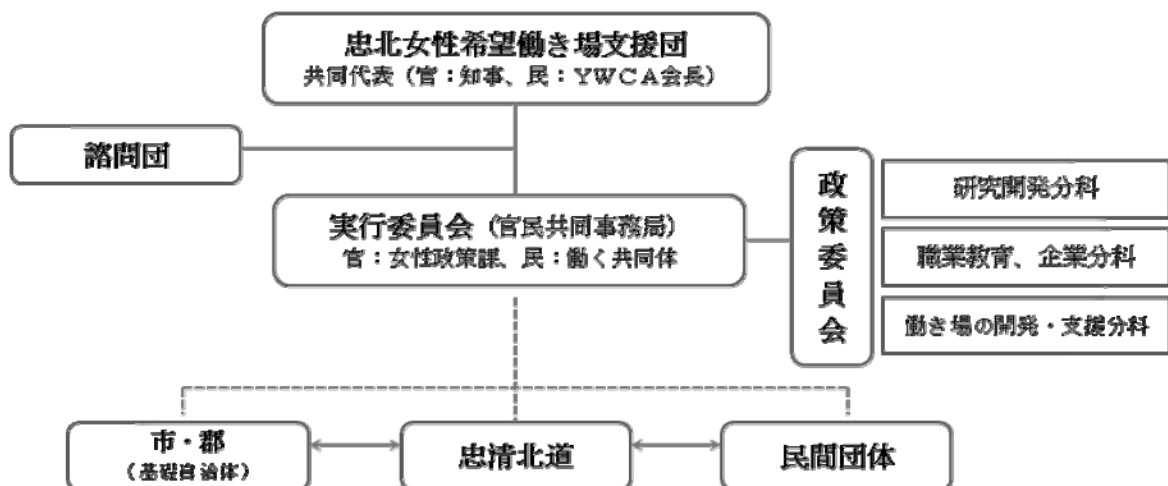 忠北女性希望働き場支援団
共同代表（官：知事、民：YWCA会長）
諮問団
実行委員会（官民共同事務局）
官：女性政策課、民：働く共同体
政策委員会
研究開発分科
職業教育、企業分科
働き場の開発・支援分科
市・郡
（基礎自治体）
忠清北道
民間団体